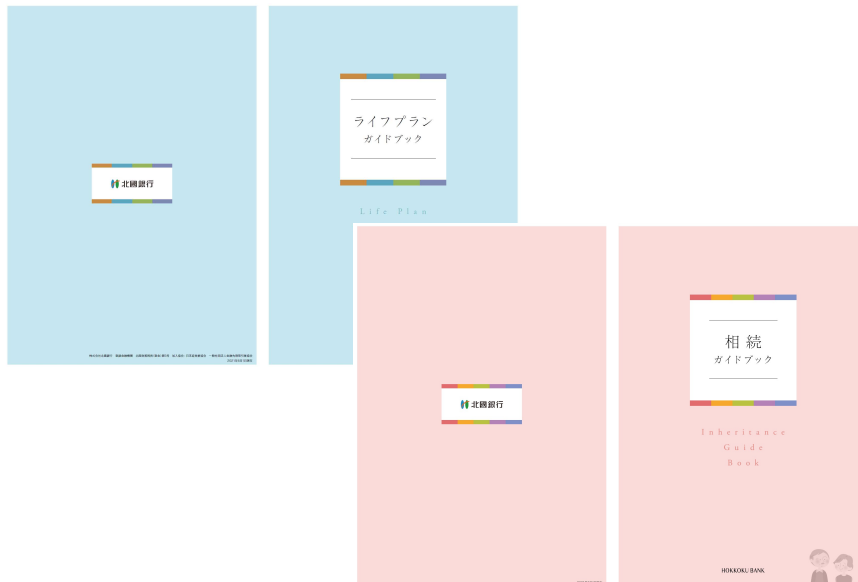 北國銀行
ライフプラン
ガイドブック
Life Plan
北國銀行
相続
ガイドブック
Inheritance
Guide
Book
HOKKOKU BANK